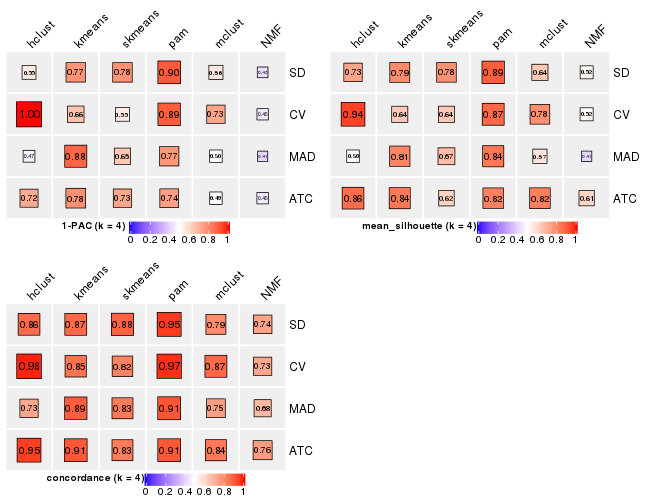 hclust kmeans skmeans pam mclust NMF
0.55 0.77 0.78 0.90 0.56 0.43 SD
1.00 0.66 0.55 0.89 0.73 0.45 CV
0.47 0.88 0.65 0.77 0.50 0.41 MAD
0.72 0.78 0.73 0.74 0.49 0.45 ATC
1-PAC (k = 4)
0 0.2 0.4 0.6 0.8 1
hclust kmeans skmeans pam mclust NMF
0.73 0.79 0.78 0.89 0.64 0.52 SD
0.94 0.64 0.64 0.87 0.78 0.52 CV
0.50 0.81 0.67 0.84 0.57 0.41 MAD
0.86 0.84 0.62 0.82 0.82 0.61 ATC
mean_silhouette (k = 4)
0 0.2 0.4 0.6 0.8 1
hclust kmeans skmeans pam mclust NMF
0.86 0.87 0.88 0.95 0.79 0.74 SD
0.98 0.85 0.82 0.97 0.87 0.73 CV
0.73 0.89 0.83 0.91 0.75 0.68 MAD
0.95 0.91 0.83 0.91 0.84 0.76 ATC
concordance (k = 4)
0 0.2 0.4 0.6 0.8 1